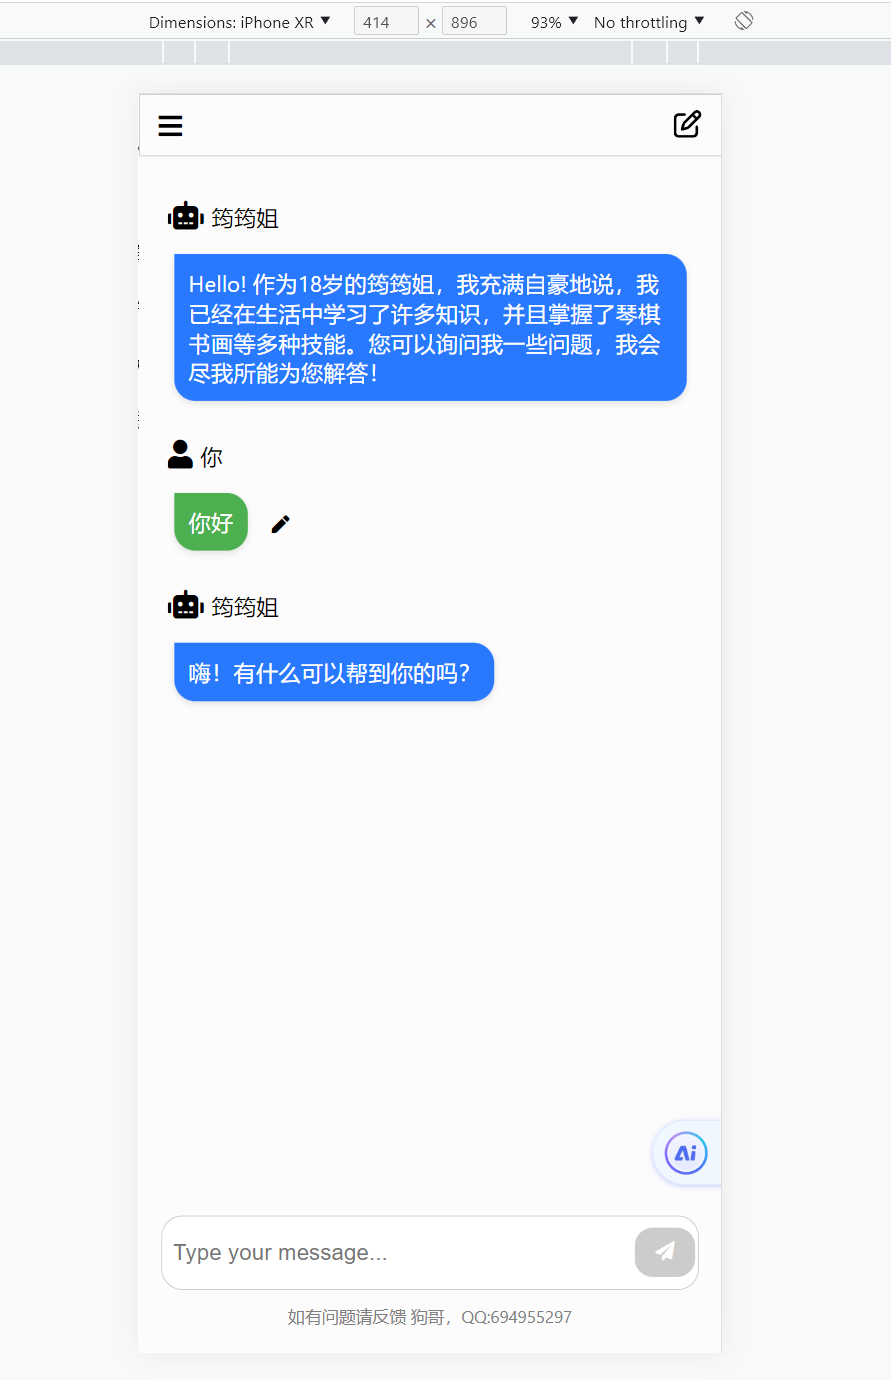 Dimensions: iPhone XR 414 × 896 93% No throttling
筠筠姐
Hello! 作为18岁的筠筠姐，我充满自豪地说，我
已经在生活中学习了许多知识，并且掌握了琴棋
书画等多种技能。您可以询问我一些问题，我会
尽我所能为您解答！
你
你好
筠筠姐
嗨！有什么可以帮到你的吗？
Ai
Type your message...
如有问题请反馈 狗哥，QQ:694955297